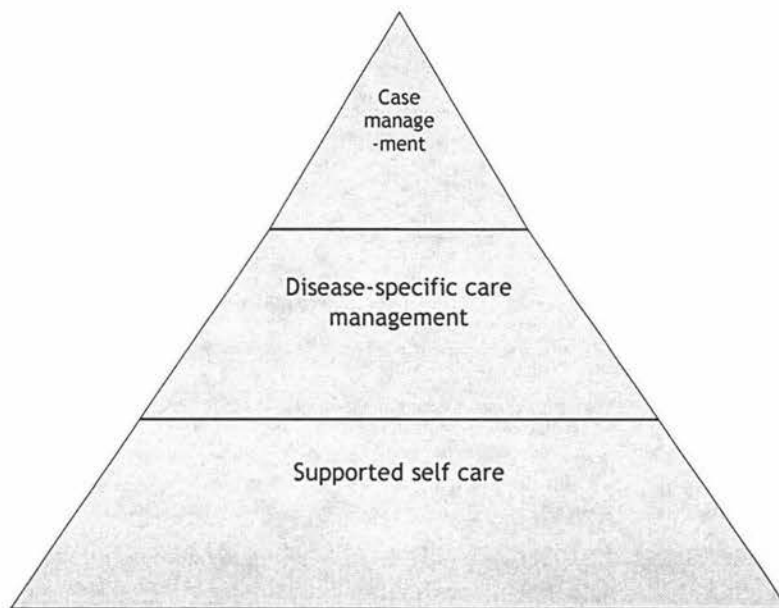 Case
manage
-ment
Disease-specific care
management
Supported self care